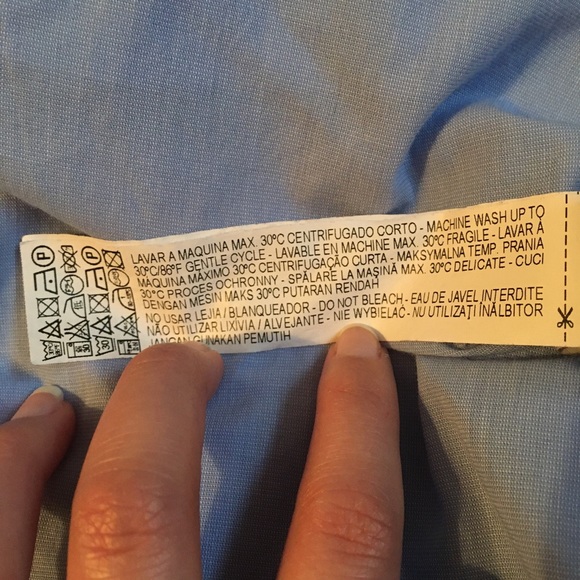 LAVAR A MAQUINA MAX. 30ºC CENTRIFUGADO CORTO - MACHINE WASH UP TO
30ºC/86ºF GENTLE CYCLE - LAVABLE EN MACHINE MAX. 30ºC FRAGILE - LAVAR À
MAQUINA MÁXIMO 30ºC CENTRIFUGAÇÃO CURTA - MAKSYMALNA TEMP. PRANIA
30°C PROCES OCHRONNY - SPĂLARE LA MAŞINĂ MAX. 30ºC DELICATE - CUCI
DENGAN MESIN MAKS 30ºC PUTARAN RENDAH
NO USAR LEJIA / BLANQUEADOR - DO NOT BLEACH - EAU DE JAVEL INTERDITE
NÃO UTILIZAR LIXIVIA / ALVEJANTE - NIE WYBIELAĆ - NU UTILIZAȚI ÎNĂLBITOR
JANGAN GUNAKAN PEMUTIH